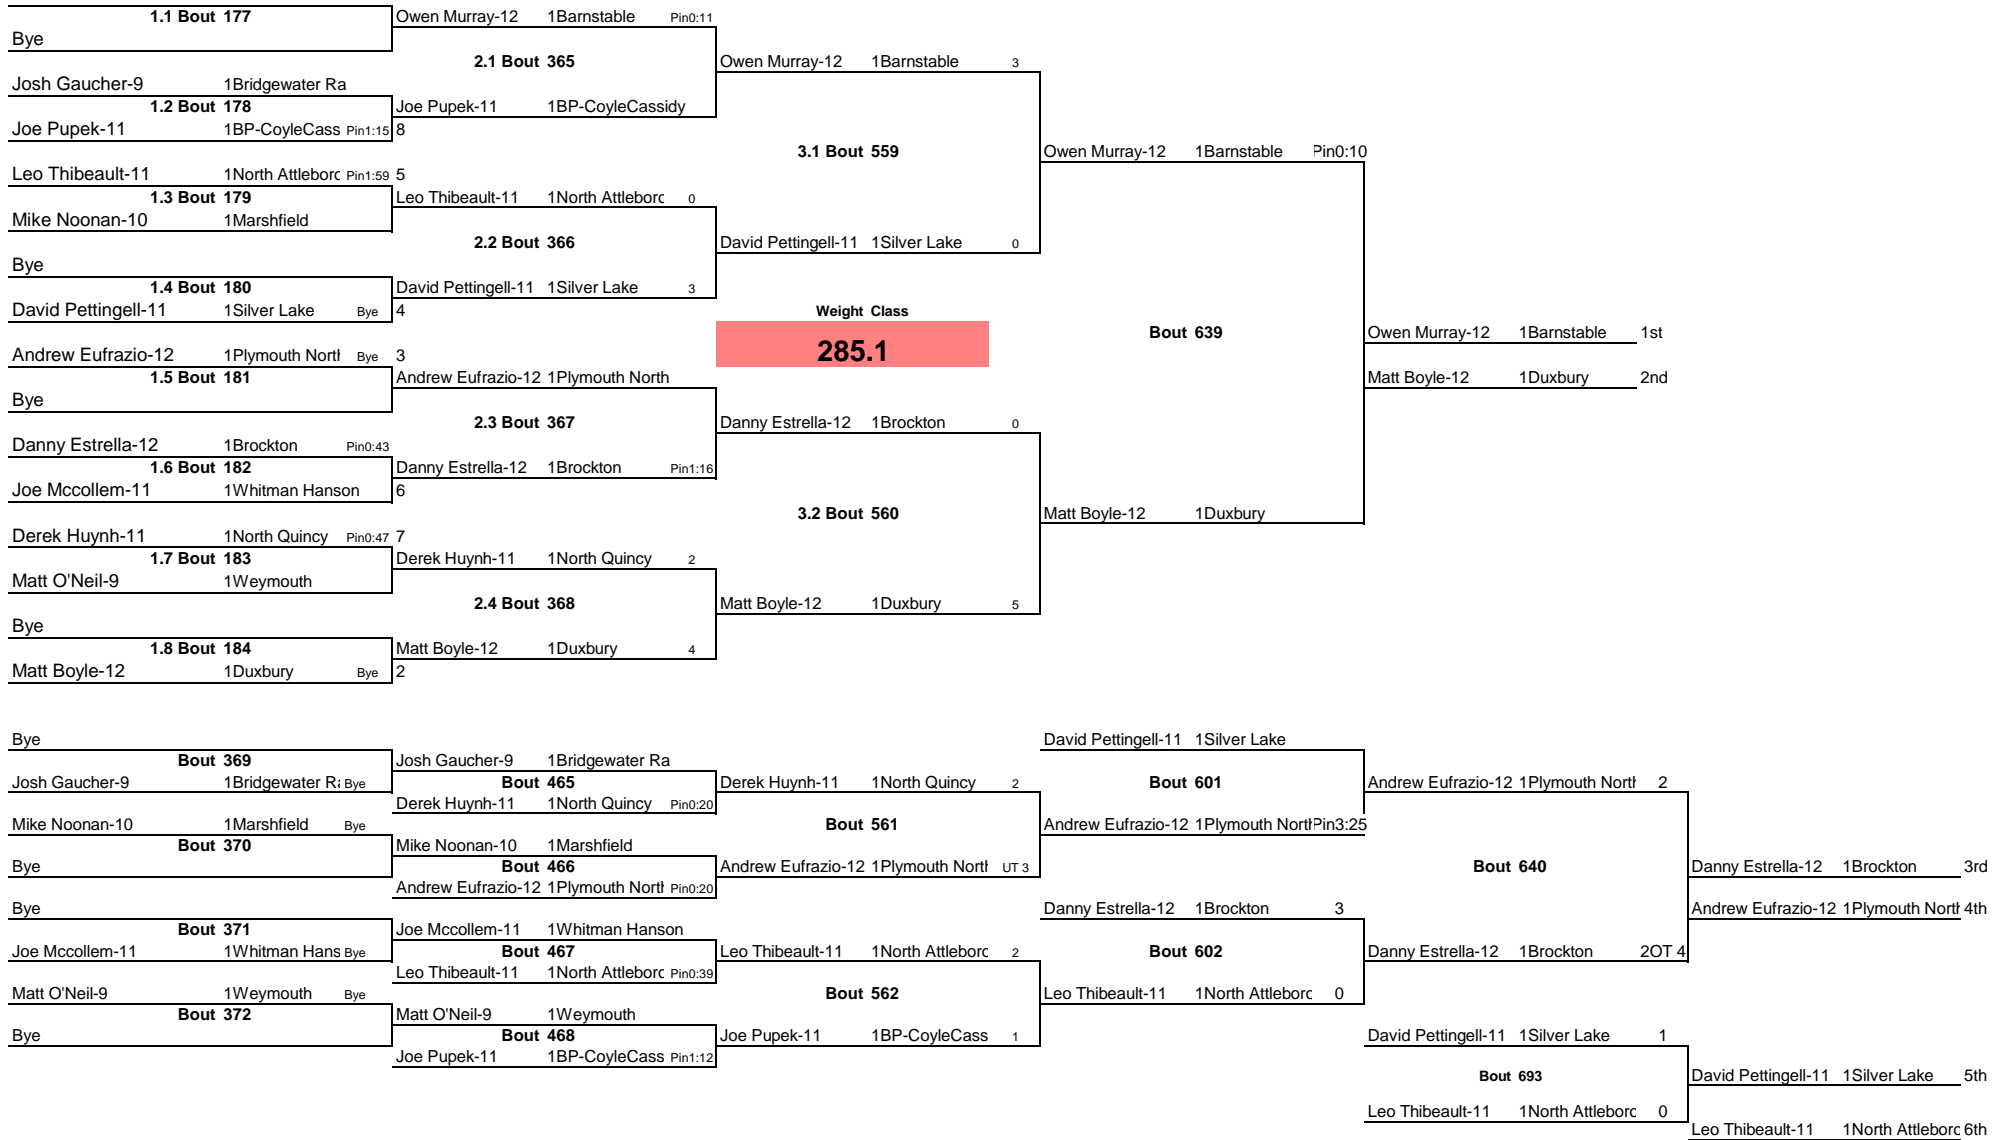 1.1 Bout 177 Owen Murray-12 1Barnstable Pin0:11
Bye
2.1 Bout 365 Owen Murray-12 1Barnstable 3
Josh Gaucher-9 1Bridgewater Ra
1.2 Bout 178 Joe Pupek-11 1BP-CoyleCassidy
Joe Pupek-11 1BP-CoyleCass Pin1:15 8
3.1 Bout 559 Owen Murray-12 1Barnstable Pin0:10
Leo Thibeault-11 1North Attleborc Pin1:59 5
1.3 Bout 179 Leo Thibeault-11 1North Attleborc 0
Mike Noonan-10 1Marshfield
2.2 Bout 366 David Pettingell-11 1Silver Lake 0
Bye
1.4 Bout 180 David Pettingell-11 1Silver Lake 3
David Pettingell-11 1Silver Lake Bye 4 Weight Class
Bout 639 Owen Murray-12 1Barnstable 1st
Andrew Eufrazio-12 1Plymouth North Bye 3 285.1
1.5 Bout 181 Andrew Eufrazio-12 1Plymouth North Matt Boyle-12 1Duxbury 2nd
Bye
2.3 Bout 367 Danny Estrella-12 1Brockton 0
Danny Estrella-12 1Brockton Pin0:43
1.6 Bout 182 Danny Estrella-12 1Brockton Pin1:16
Joe Mccollem-11 1Whitman Hanson 6
3.2 Bout 560 Matt Boyle-12 1Duxbury
Derek Huynh-11 1North Quincy Pin0:47 7
1.7 Bout 183 Derek Huynh-11 1North Quincy 2
Matt O'Neil-9 1Weymouth
2.4 Bout 368 Matt Boyle-12 1Duxbury 5
Bye
1.8 Bout 184 Matt Boyle-12 1Duxbury 4
Matt Boyle-12 1Duxbury Bye 2
Bye David Pettingell-11 1Silver Lake
Bout 369 Josh Gaucher-9 1Bridgewater Ra
Josh Gaucher-9 1Bridgewater Ra Bye Bout 465 Derek Huynh-11 1North Quincy 2 Bout 601 Andrew Eufrazio-12 1Plymouth North 2
Derek Huynh-11 1North Quincy Pin0:20
Mike Noonan-10 1Marshfield Bye Bout 561 Andrew Eufrazio-12 1Plymouth North Pin3:25
Bout 370 Mike Noonan-10 1Marshfield
Bye Bout 466 Andrew Eufrazio-12 1Plymouth North UT 3 Bout 640 Danny Estrella-12 1Brockton 3rd
Andrew Eufrazio-12 1Plymouth North Pin0:20
Bye Danny Estrella-12 1Brockton 3 Andrew Eufrazio-12 1Plymouth North 4th
Bout 371 Joe Mccollem-11 1Whitman Hanson
Joe Mccollem-11 1Whitman Hans Bye Bout 467 Leo Thibeault-11 1North Attleborc 2 Bout 602 Danny Estrella-12 1Brockton 2OT 4
Leo Thibeault-11 1North Attleborc Pin0:39
Matt O'Neil-9 1Weymouth Bye Bout 562 Leo Thibeault-11 1North Attleborc 0
Bout 372 Matt O'Neil-9 1Weymouth
Bye Bout 468 Joe Pupek-11 1BP-CoyleCass 1 David Pettingell-11 1Silver Lake 1
Joe Pupek-11 1BP-CoyleCass Pin1:12
Bout 693 David Pettingell-11 1Silver Lake 5th
Leo Thibeault-11 1North Attleborc 0
Leo Thibeault-11 1North Attleborc 6th